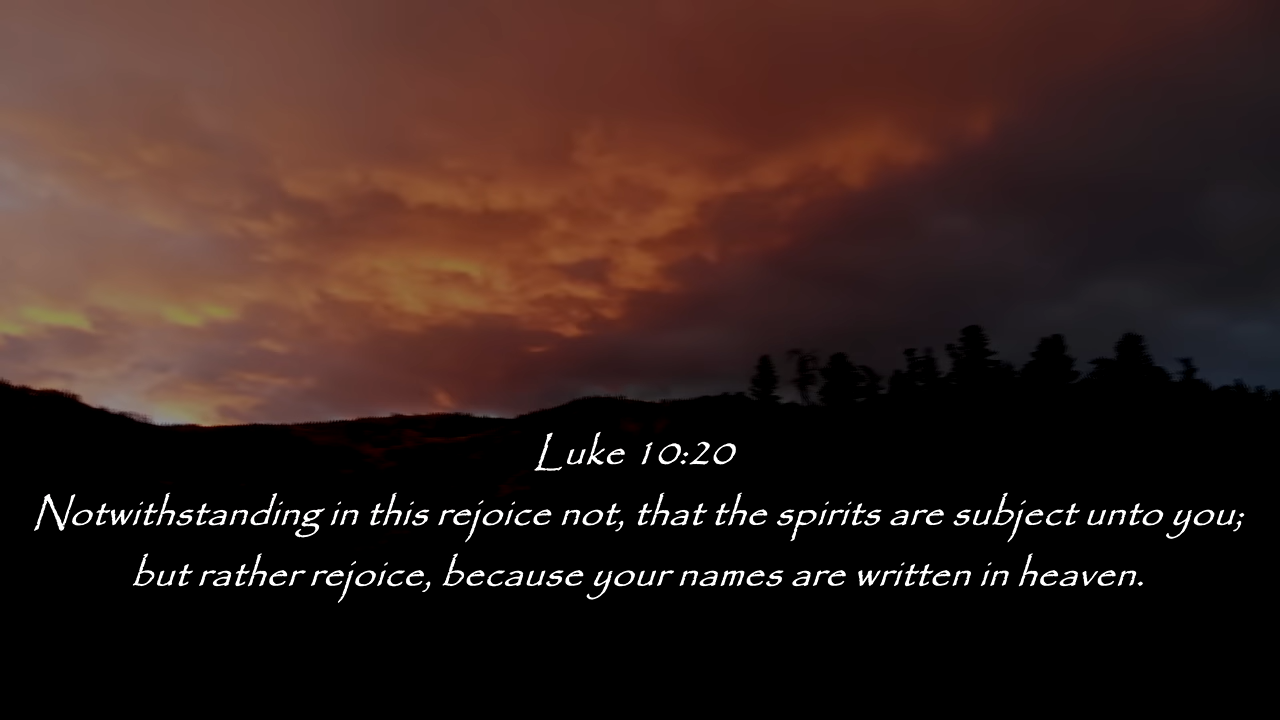 Luke 10:20
Notwithstanding in this rejoice not, that the spirits are subject unto you;
but rather rejoice, because your names are written in heaven.